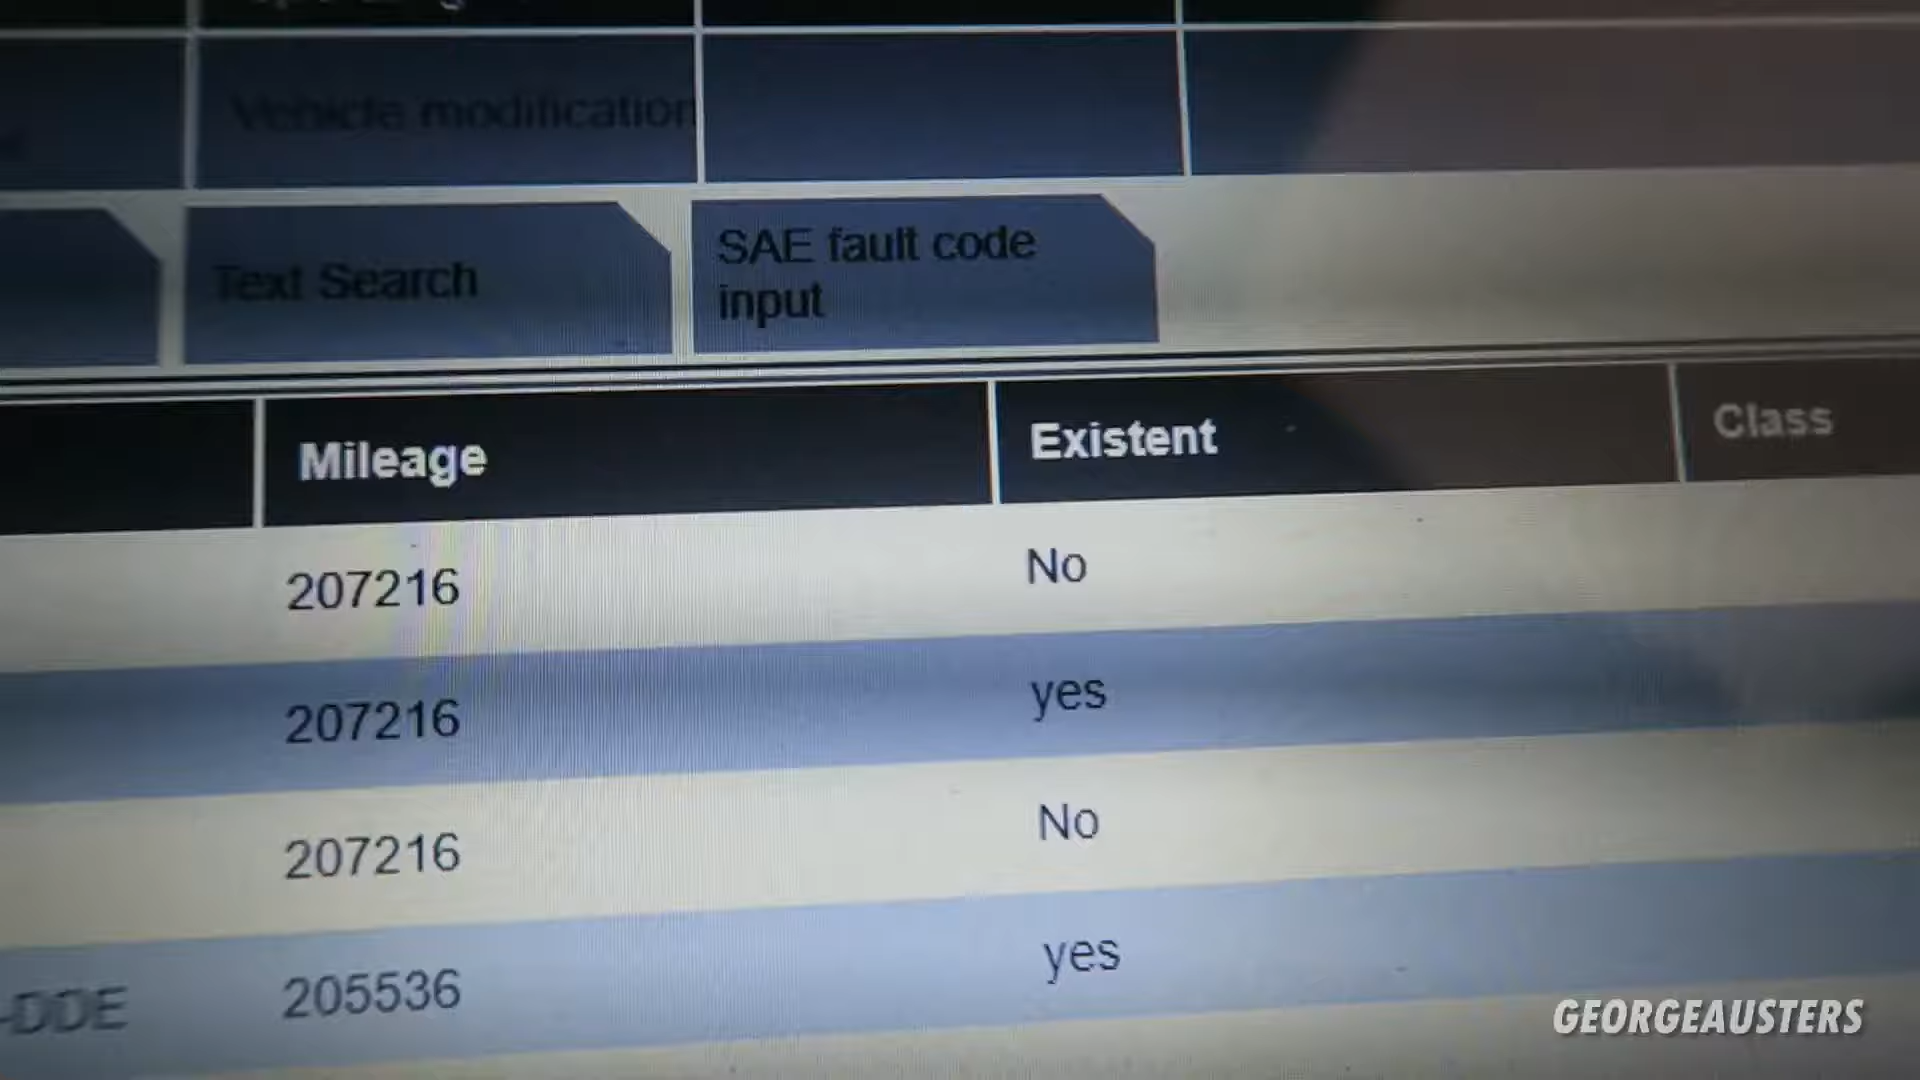 Vehicle modification
Text Search
SAE fault code
input
Mileage Existent Class
207216 No
207216 yes
207216 No
-DDE 205536 yes
GEORGEAUSTERS